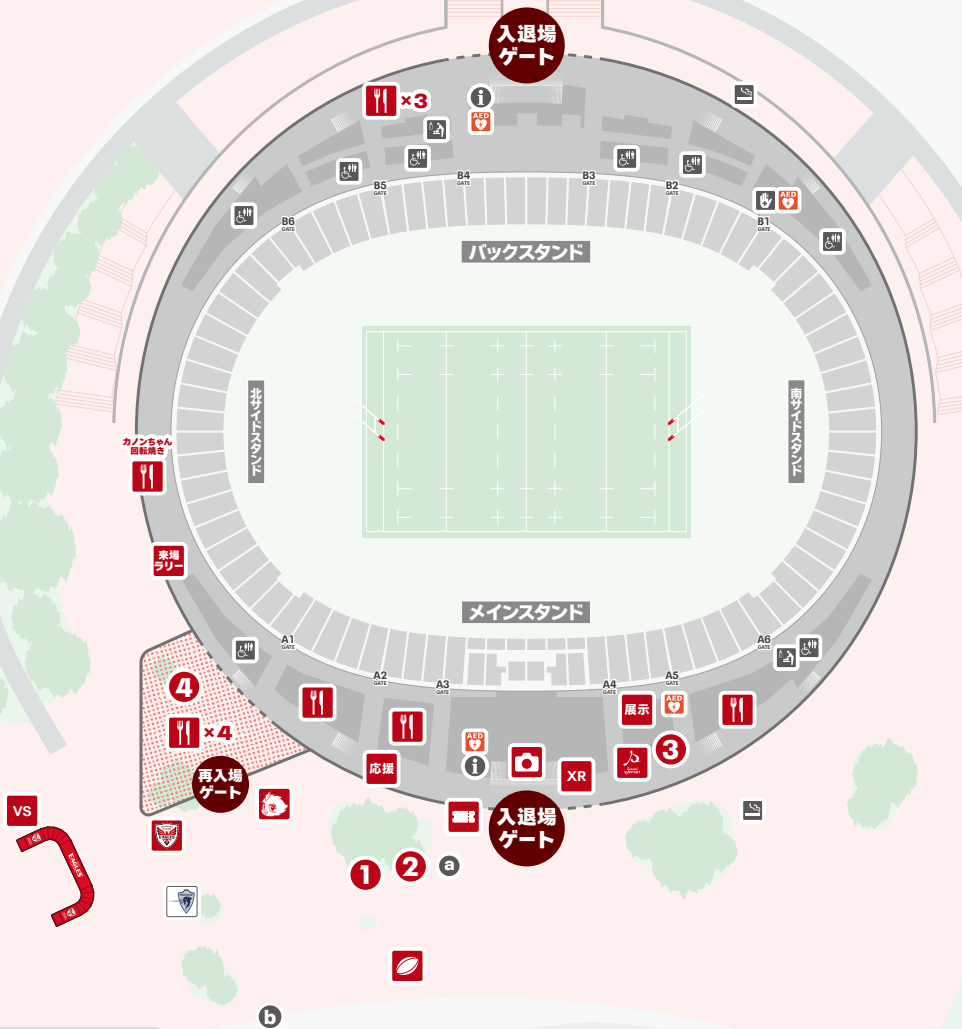 入退場
ゲート
×3
i
AED
B5
GATE
B4
GATE
B3
GATE
B2
GATE
AED
B6
GATE
B1
GATE
バックスタンド
北サイドスタンド
南サイドスタンド
カノンちゃん
回転焼き
来場
ラリー
メインスタンド
A1
GATE
A2
GATE
A3
GATE
A4
GATE
A5
GATE
A6
GATE
4
×4
展示
AED
3
AED
i
応援
XR
再入場
ゲート
入退場
ゲート
VS
EAGLES
EAGLES
1
2
a
b